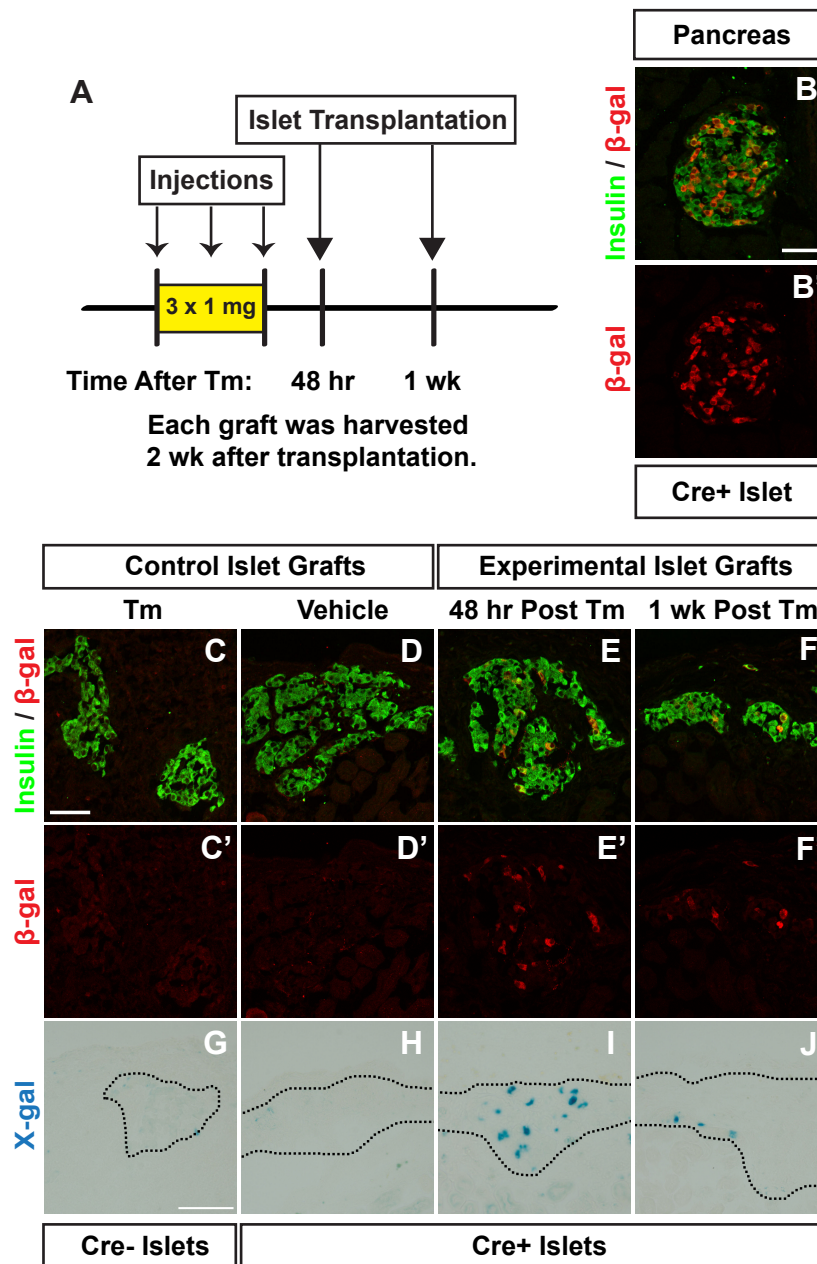 Pancreas
A
B
Islet Transplantation
Injections
Insulin / β-gal
3 x 1 mg
B'
β-gal
Time After Tm: 48 hr 1 wk
Each graft was harvested
2 wk after transplantation.
Cre+ Islet
Control Islet Grafts Experimental Islet Grafts
Tm Vehicle 48 hr Post Tm 1 wk Post Tm
Insulin / β-gal
C D E F
β-gal
C' D' E' F
X-gal
G H I J
Cre- Islets Cre+ Islets